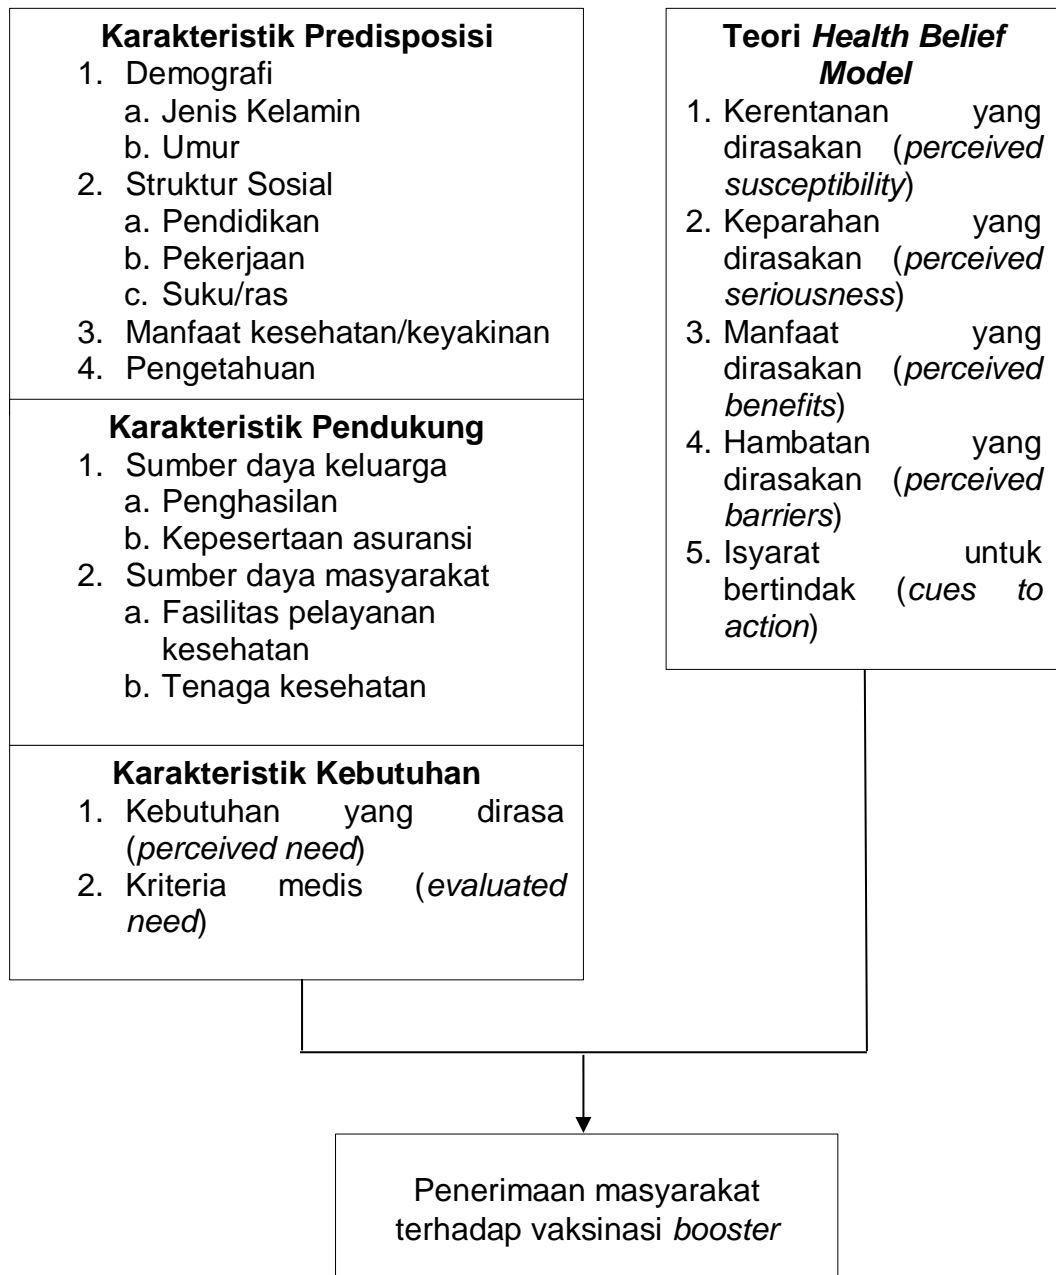 Karakteristik Predisposisi
1. Demografi
a. Jenis Kelamin
b. Umur
2. Struktur Sosial
a. Pendidikan
b. Pekerjaan
c. Suku/ras
3. Manfaat kesehatan/keyakinan
4. Pengetahuan
Karakteristik Pendukung
1. Sumber daya keluarga
a. Penghasilan
b. Kepesertaan asuransi
2. Sumber daya masyarakat
a. Fasilitas pelayanan
kesehatan
b. Tenaga kesehatan
Karakteristik Kebutuhan
1. Kebutuhan yang dirasa
(perceived need)
2. Kriteria medis (evaluated
need)
Teori Health Belief
Model
1. Kerentanan yang
dirasakan (perceived
susceptibility)
2. Keparahan yang
dirasakan (perceived
seriousness)
3. Manfaat yang
dirasakan (perceived
benefits)
4. Hambatan yang
dirasakan (perceived
barriers)
5. Isyarat untuk
bertindak (cues to
action)
Penerimaan masyarakat
terhadap vaksinasi booster